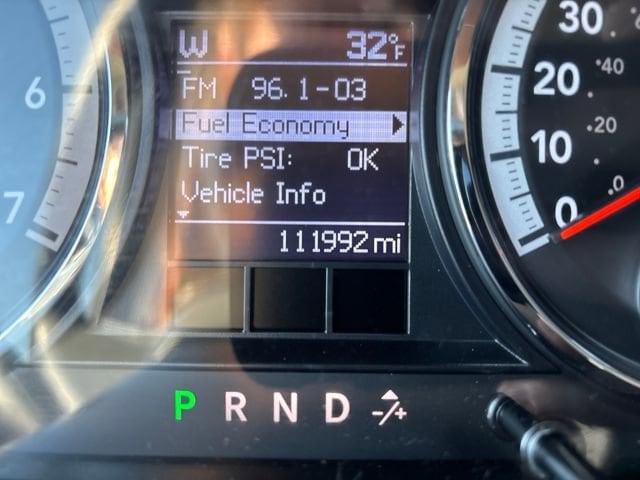 W 32°F
FM 96.1-03
Fuel Economy
Tire PSI: OK
Vehicle Info
111992 mi
P R N D -/+
6
7
30
20
10
0
40
20
0